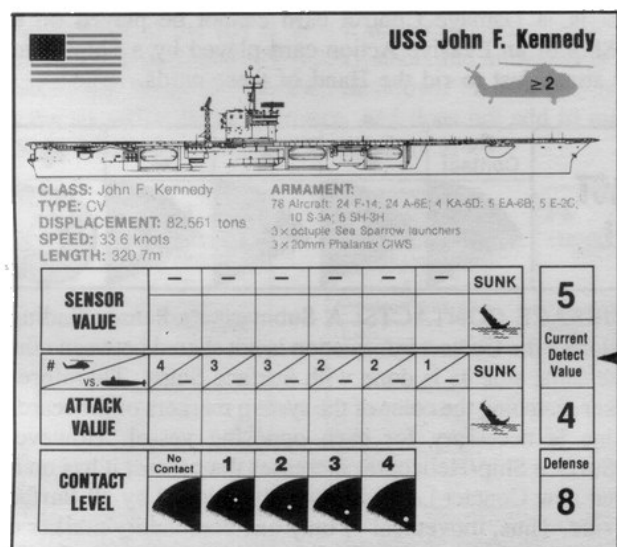 USS John F. Kennedy
≥2
CLASS: John F. Kennedy
TYPE: CV
DISPLACEMENT: 82,561 tons
SPEED: 33.6 knots
LENGTH: 320.7m
ARMAMENT:
78 Aircraft: 24 F-14; 24 A-6E; 4 KA-6D; 5 EA-6B; 5 E-2C;
10 S-3A; 6 SH-3H
3 × octuple Sea Sparrow launchers
3 × 20mm Phalanax CIWS
SENSOR
VALUE
– – – – – –
SUNK
5
Current
Detect
Value
# vs.
ATTACK
VALUE
4/– 3/– 3/– 2/– 2/– 1/–
SUNK
4
CONTACT
LEVEL
No
Contact
1 2 3 4
Defense
8